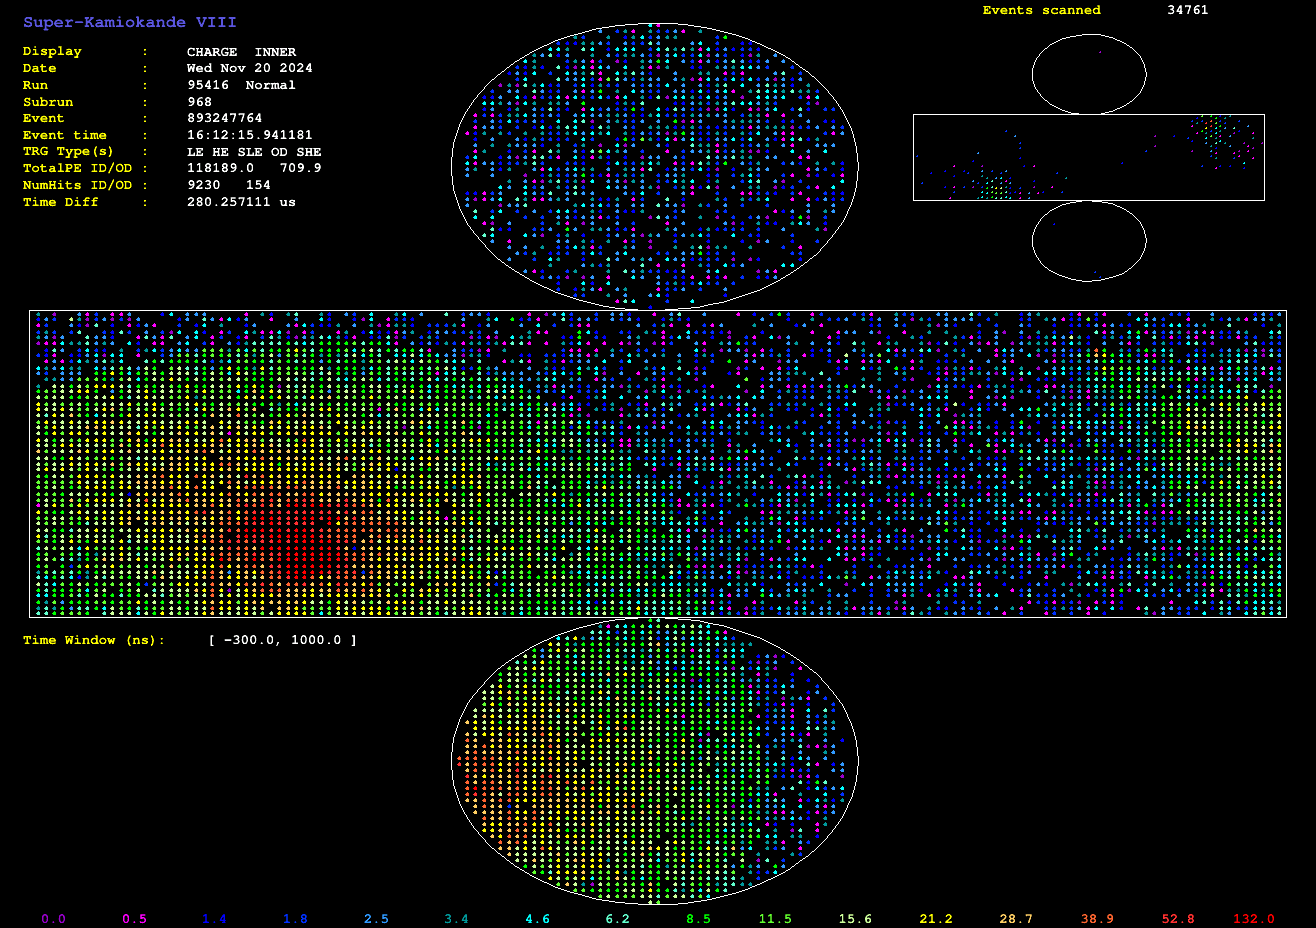 Super-Kamiokande VIII
Events scanned 34761
Display : CHARGE INNER
Date : Wed Nov 20 2024
Run : 95416 Normal
Subrun : 968
Event : 893247764
Event time : 16:12:15.941181
TRG Type(s) : LE HE SLE OD SHE
TotalPE ID/OD : 118189.0 709.9
NumHits ID/OD : 9230 154
Time Diff : 280.257111 us
Time Window (ns): [ -300.0, 1000.0 ]
0.0 0.5 1.4 1.8 2.5 3.4 4.6 6.2 8.5 11.5 15.6 21.2 28.7 38.9 52.8 132.0